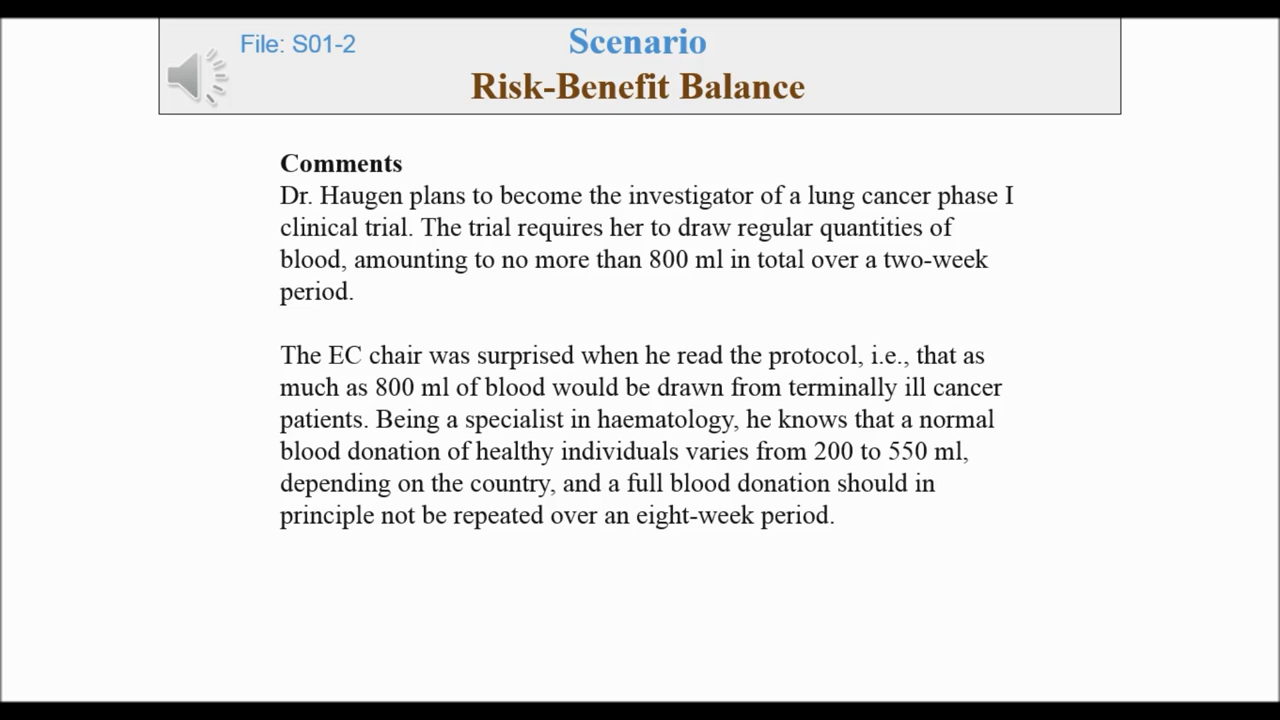 File: S01-2
Scenario
Risk-Benefit Balance
Comments
Dr. Haugen plans to become the investigator of a lung cancer phase I
clinical trial. The trial requires her to draw regular quantities of
blood, amounting to no more than 800 ml in total over a two-week
period.
The EC chair was surprised when he read the protocol, i.e., that as
much as 800 ml of blood would be drawn from terminally ill cancer
patients. Being a specialist in haematology, he knows that a normal
blood donation of healthy individuals varies from 200 to 550 ml,
depending on the country, and a full blood donation should in
principle not be repeated over an eight-week period.